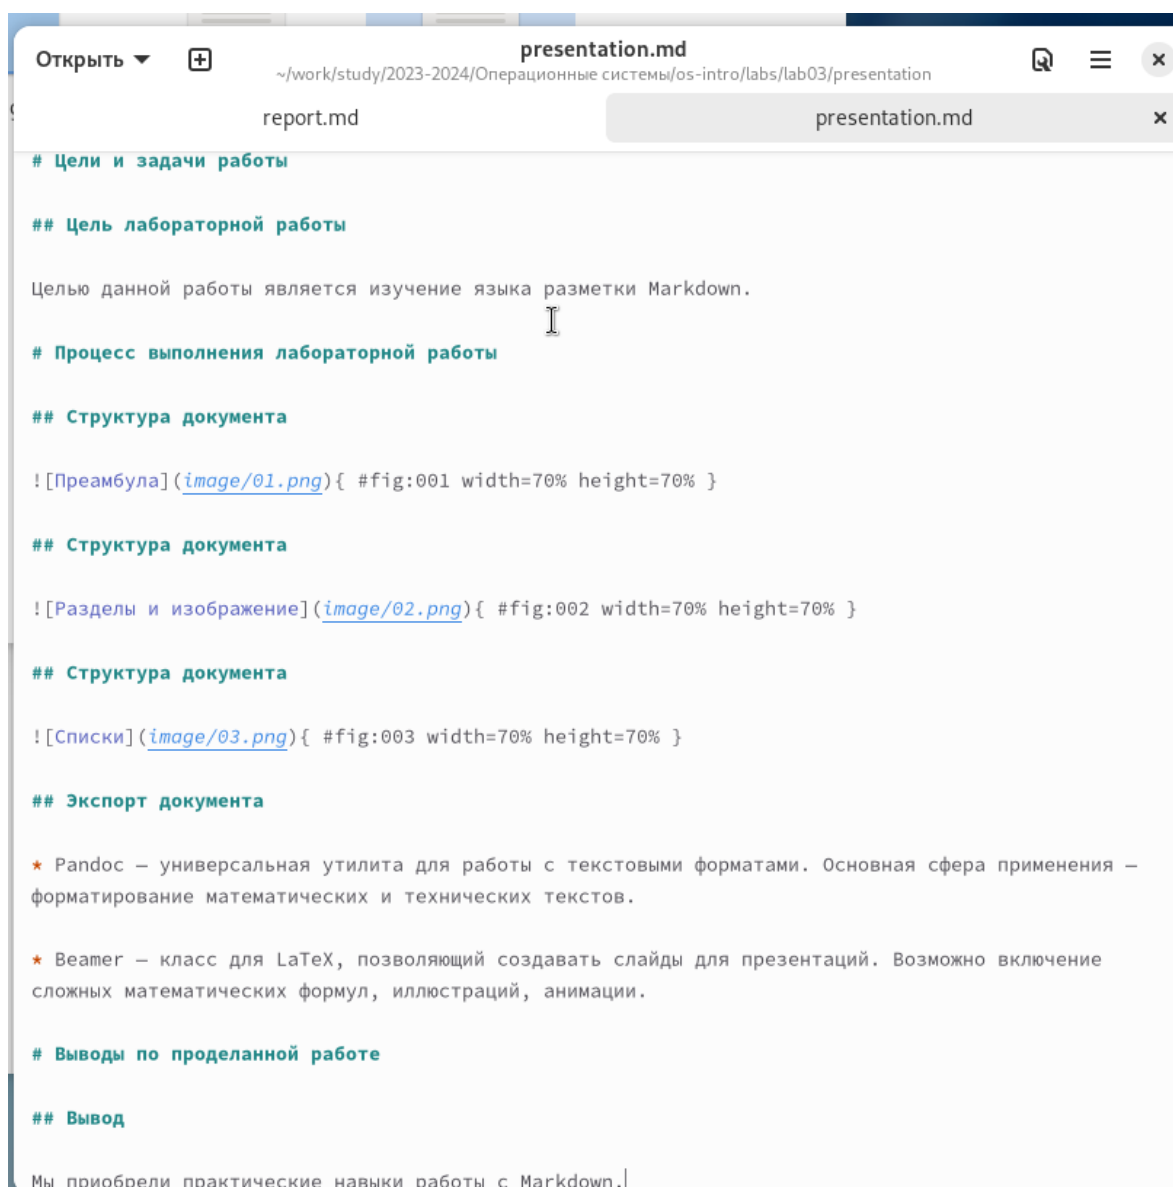 Открыть
presentation.md
~/work/study/2023-2024/Операционные системы/os-intro/labs/lab03/presentation
report.md
presentation.md
# Цели и задачи работы
## Цель лабораторной работы
Целью данной работы является изучение языка разметки Markdown.
# Процесс выполнения лабораторной работы
## Структура документа
![Преамбула](image/01.png){ #fig:001 width=70% height=70% }
## Структура документа
![Разделы и изображение](image/02.png){ #fig:002 width=70% height=70% }
## Структура документа
![Списки](image/03.png){ #fig:003 width=70% height=70% }
## Экспорт документа
* Pandoc — универсальная утилита для работы с текстовыми форматами. Основная сфера применения —
форматирование математических и технических текстов.
* Beamer — класс для LaTeX, позволяющий создавать слайды для презентаций. Возможно включение
сложных математических формул, иллюстраций, анимации.
# Выводы по проделанной работе
## Вывод
Мы приобрели практические навыки работы с Markdown.